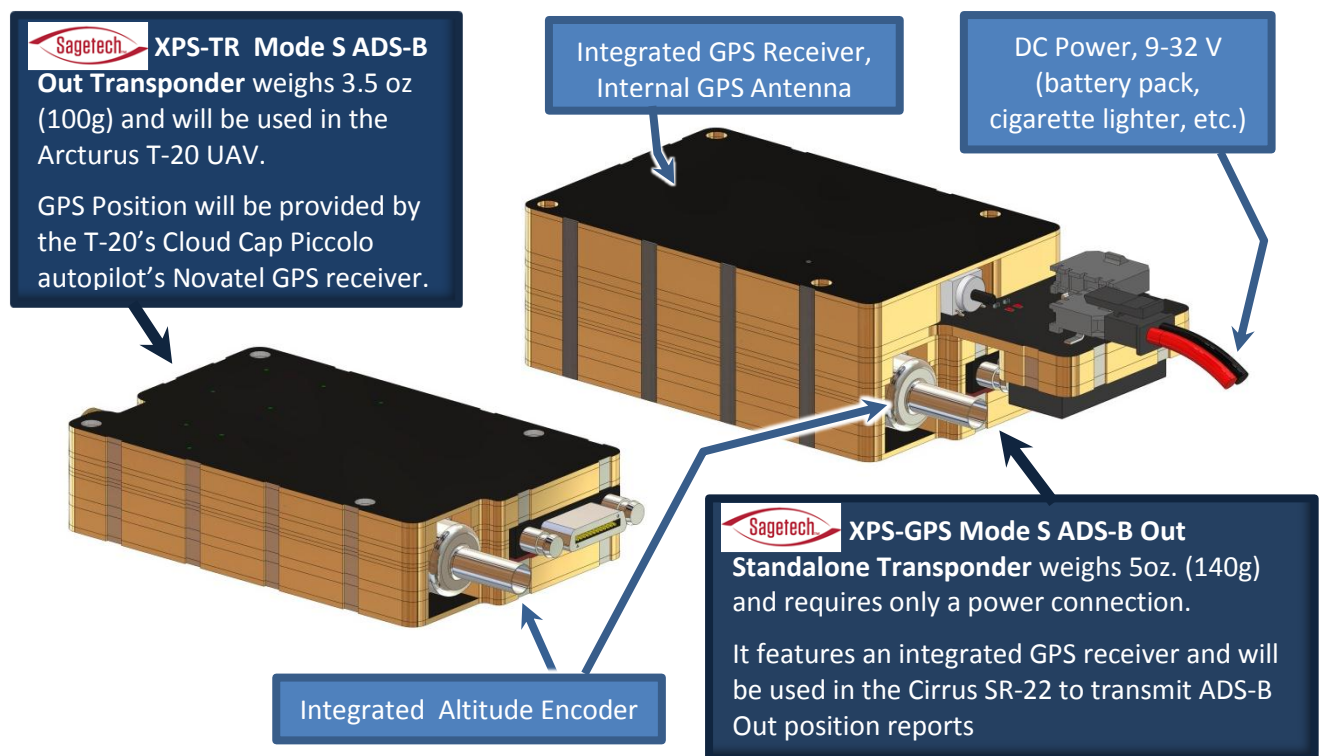 Sagetech XPS-TR Mode S ADS-B
Out Transponder weighs 3.5 oz
(100g) and will be used in the
Arcturus T-20 UAV.
GPS Position will be provided by
the T-20’s Cloud Cap Piccolo
autopilot’s Novatel GPS receiver.
Integrated GPS Receiver,
Internal GPS Antenna
DC Power, 9-32 V
(battery pack,
cigarette lighter, etc.)
Integrated Altitude Encoder
Sagetech XPS-GPS Mode S ADS-B Out
Standalone Transponder weighs 5oz. (140g)
and requires only a power connection.
It features an integrated GPS receiver and will
be used in the Cirrus SR-22 to transmit ADS-B
Out position reports